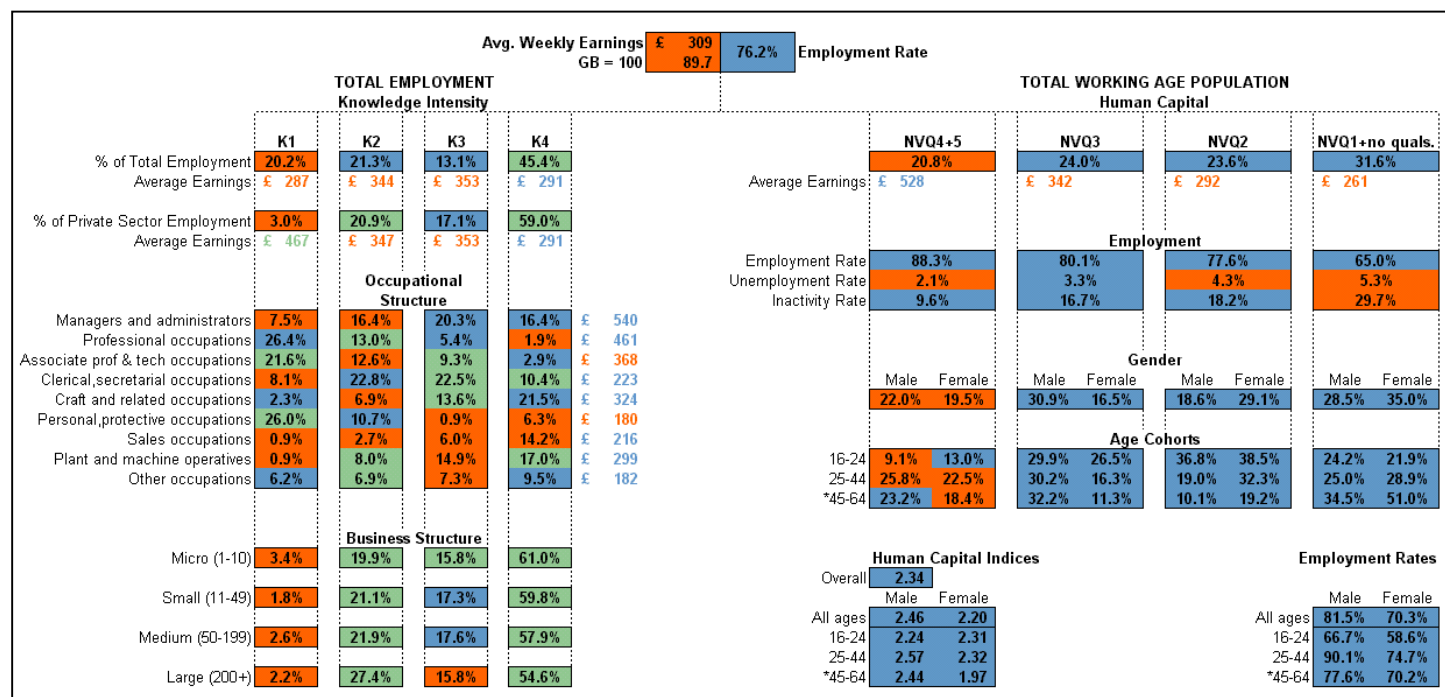 Avg. Weekly Earnings £ 309 76.2% Employment Rate
GB = 100 89.7
TOTAL EMPLOYMENT TOTAL WORKING AGE POPULATION
Knowledge Intensity Human Capital
K1 K2 K3 K4 NVQ4+5 NVQ3 NVQ2 NVQ1+no quals.
% of Total Employment 20.2% 21.3% 13.1% 45.4% 20.8% 24.0% 23.6% 31.6%
Average Earnings £ 287 £ 344 £ 353 £ 291 Average Earnings £ 528 £ 342 £ 292 £ 261
% of Private Sector Employment 3.0% 20.9% 17.1% 59.0%
Average Earnings £ 467 £ 347 £ 353 £ 291 Employment
Employment Rate 88.3% 80.1% 77.6% 65.0%
Occupational Unemployment Rate 2.1% 3.3% 4.3% 5.3%
Structure Inactivity Rate 9.6% 16.7% 18.2% 29.7%
Managers and administrators 7.5% 16.4% 20.3% 16.4% £ 540
Professional occupations 26.4% 13.0% 5.4% 1.9% £ 461
Associate prof & tech occupations 21.6% 12.6% 9.3% 2.9% £ 368 Gender
Clerical,secretarial occupations 8.1% 22.8% 22.5% 10.4% £ 223 Male Female Male Female Male Female Male Female
Craft and related occupations 2.3% 6.9% 13.6% 21.5% £ 324 22.0% 19.5% 30.9% 16.5% 18.6% 29.1% 28.5% 35.0%
Personal,protective occupations 26.0% 10.7% 0.9% 6.3% £ 180
Sales occupations 0.9% 2.7% 6.0% 14.2% £ 216 Age Cohorts
Plant and machine operatives 0.9% 8.0% 14.9% 17.0% £ 299 16-24 9.1% 13.0% 29.9% 26.5% 36.8% 38.5% 24.2% 21.9%
Other occupations 6.2% 6.9% 7.3% 9.5% £ 182 25-44 25.8% 22.5% 30.2% 16.3% 19.0% 32.3% 25.0% 28.9%
*45-64 23.2% 18.4% 32.2% 11.3% 10.1% 19.2% 34.5% 51.0%
Business Structure
Micro (1-10) 3.4% 19.9% 15.8% 61.0% Human Capital Indices Employment Rates
Overall 2.34
Small (11-49) 1.8% 21.1% 17.3% 59.8% Male Female Male Female
All ages 2.46 2.20 All ages 81.5% 70.3%
Medium (50-199) 2.6% 21.9% 17.6% 57.9% 16-24 2.24 2.31 16-24 66.7% 58.6%
25-44 2.57 2.32 25-44 90.1% 74.7%
Large (200+) 2.2% 27.4% 15.8% 54.6% *45-64 2.44 1.97 *45-64 77.6% 70.2%